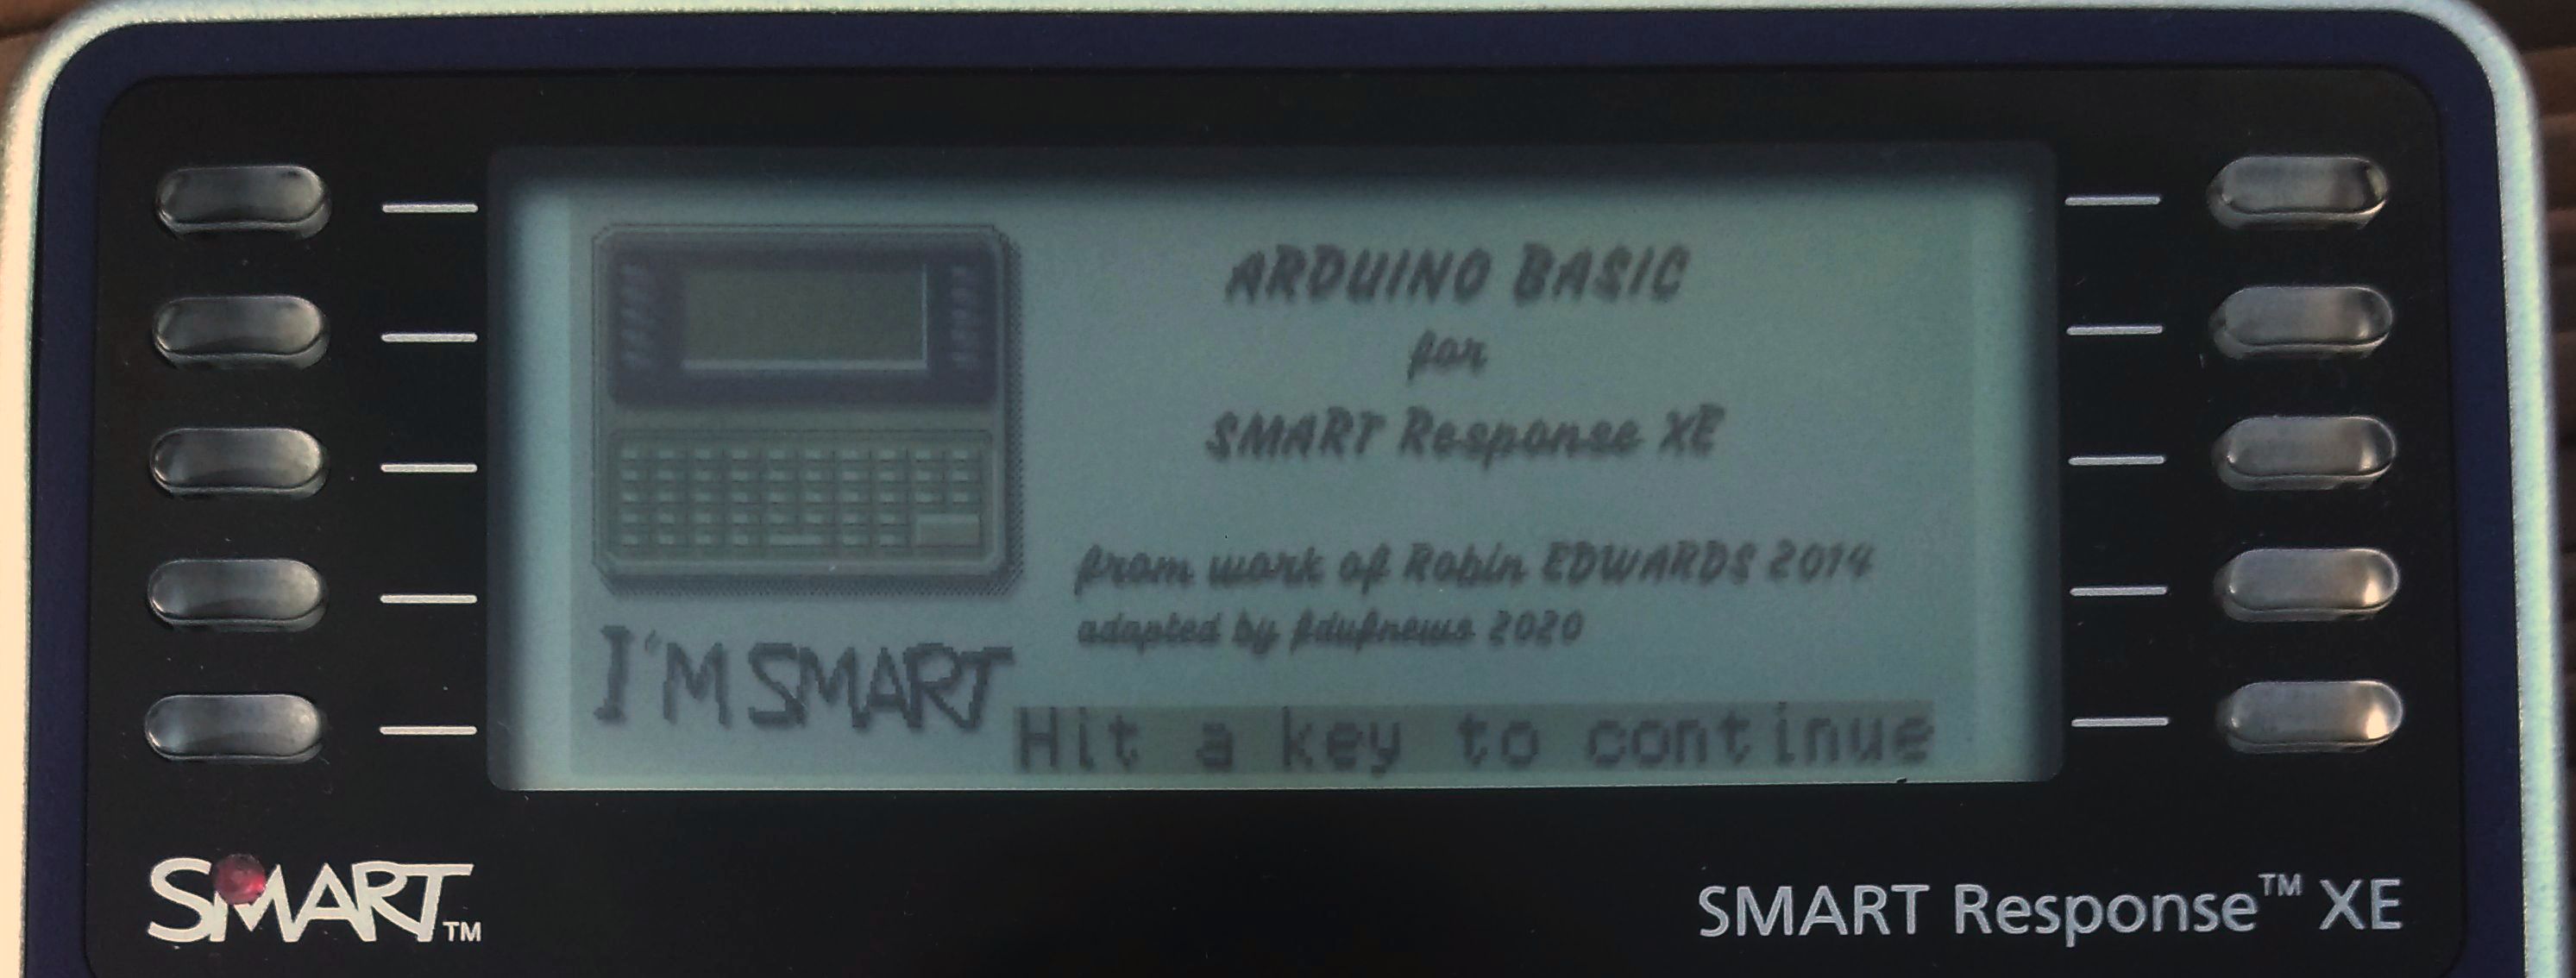 ARDUINO BASIC
for
SMART Response XE
from work of Robin EDWARDS 2014
adapted by fdufnews 2020
I'M SMART
Hit a key to continue
SMART™
SMART Response™ XE